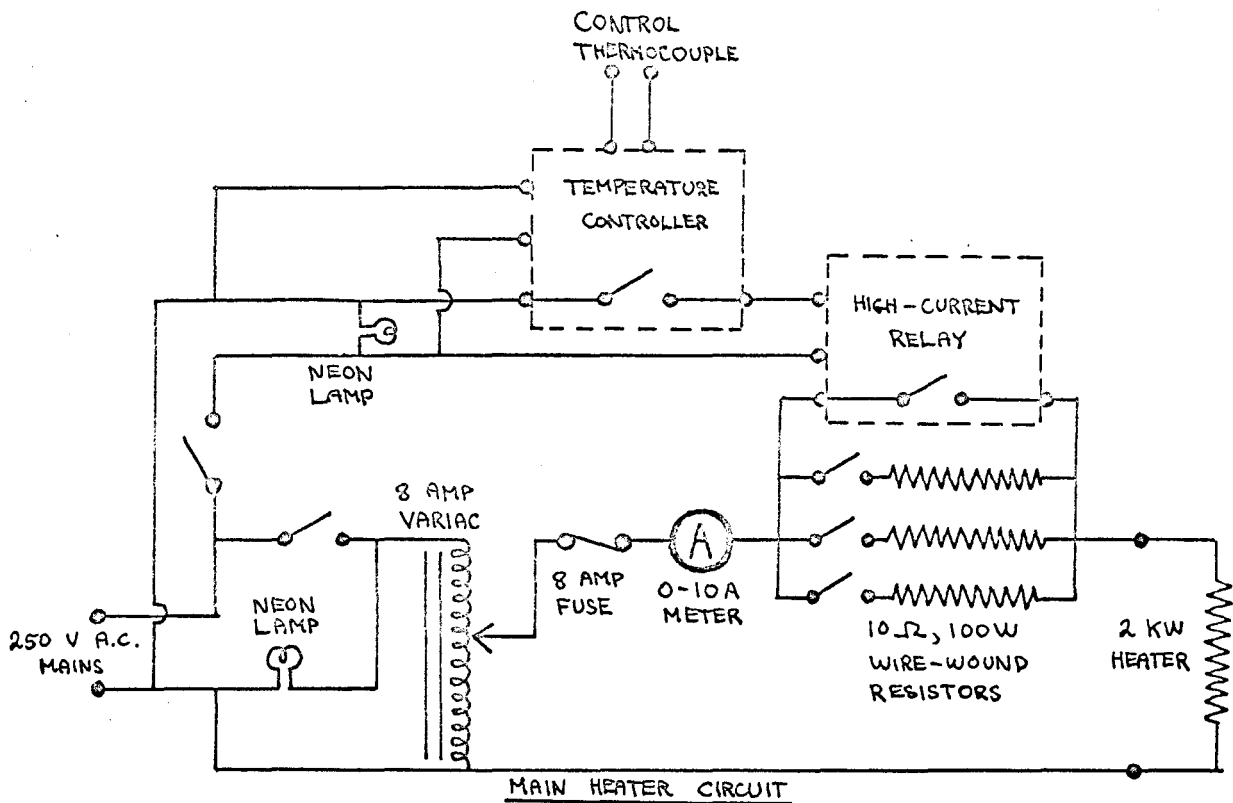 CONTROL
THERMOCOUPLE
TEMPERATURE
CONTROLLER
HIGH-CURRENT
RELAY
NEON
LAMP
8 AMP
VARIAC
A
8 AMP
FUSE
0-10A
METER
NEON
LAMP
250 V A.C.
MAINS
10 Ω, 100W
WIRE-WOUND
RESISTORS
2 KW
HEATER
MAIN HEATER CIRCUIT